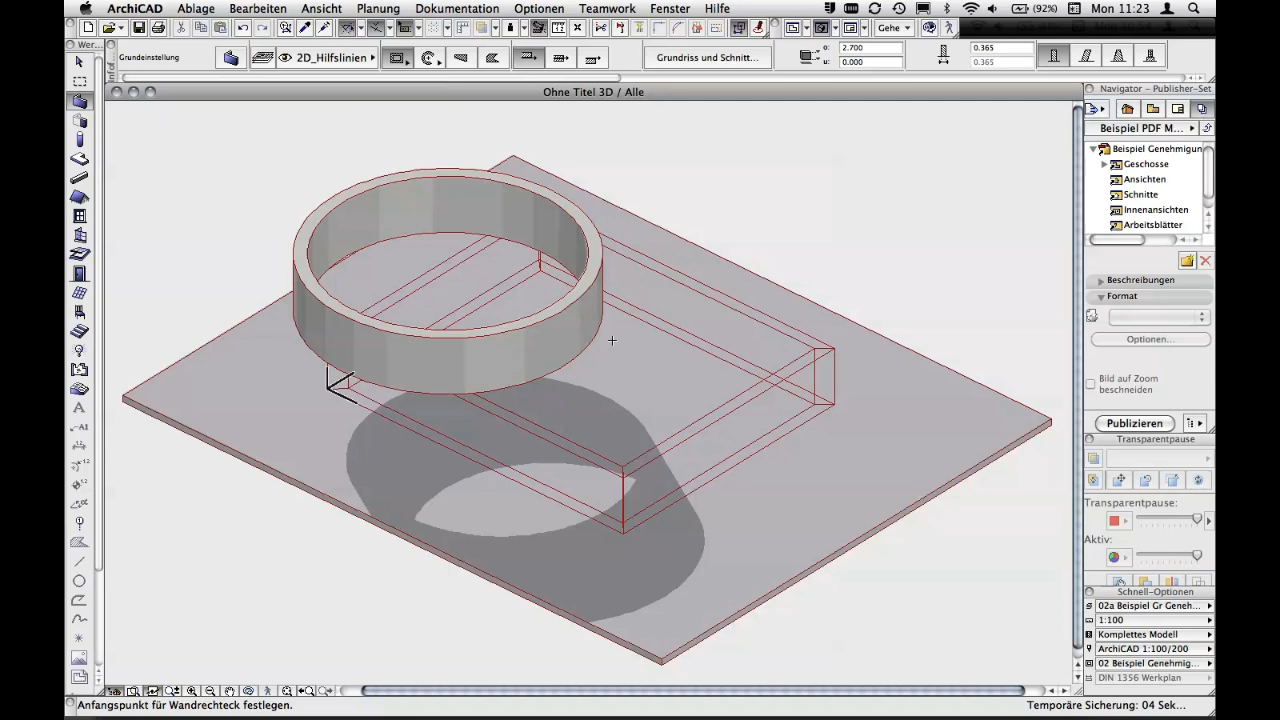 ArchiCAD Ablage Bearbeiten Ansicht Planung Dokumentation Optionen Teamwork Fenster Hilfe (92%) Mon 11:23
Gehe
Wer...
Info
Grundeinstellung
2D_Hilfslinien
Grundriss und Schnitt...
o: 2.700
u: 0.000
0.365
0.365
Ohne Titel 3D / Alle
Navigator - Publisher-Set
Beispiel PDF M...
Beispiel Genehmigun
Geschosse
Ansichten
Schnitte
Innenansichten
Arbeitsblätter
Beschreibungen
Format
Optionen...
Bild auf Zoom
beschneiden
Publizieren
Transparentpause
Transparentpause:
Aktiv:
Schnell-Optionen
02a Beispiel Gr Geneh...
1:100
Komplettes Modell
ArchiCAD 1:100/200
02 Beispiel Genehmig...
DIN 1356 Werkplan
Anfangspunkt für Wandrechteck festlegen.
Temporäre Sicherung: 04 Sek...